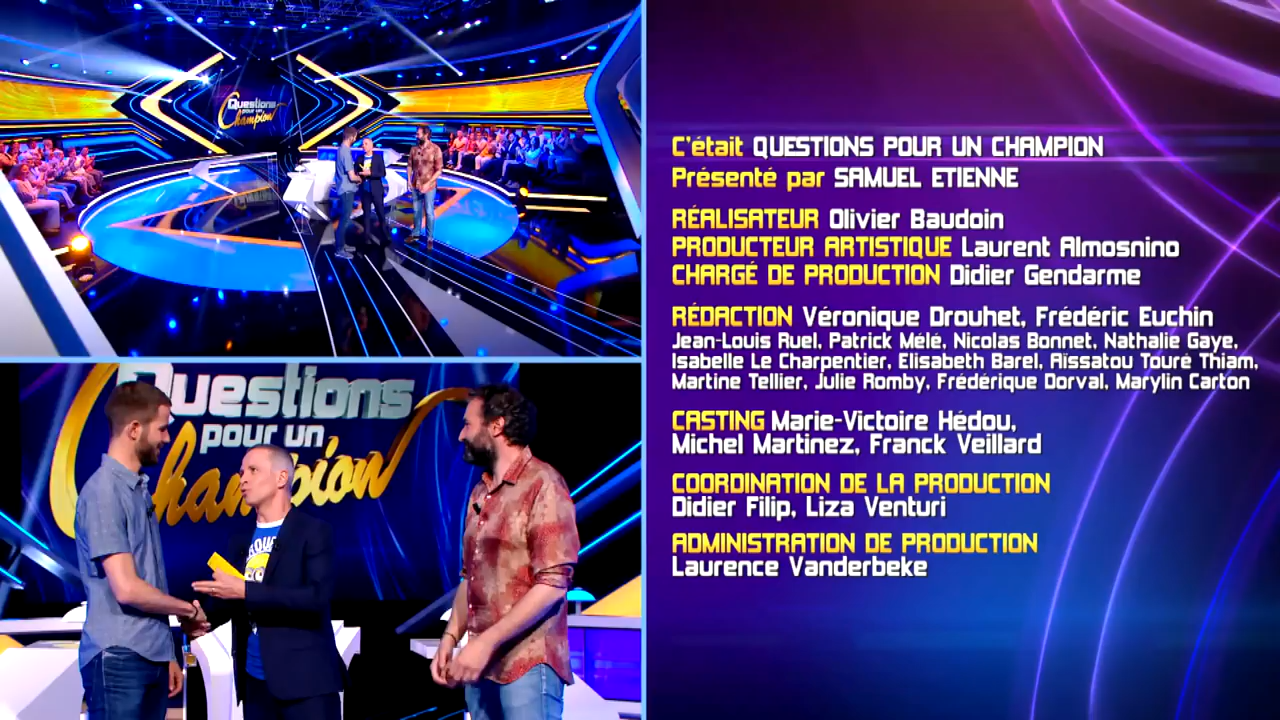 Questions
pour un
Champion
Questions
pour un
Champion
C'était QUESTIONS POUR UN CHAMPION
Présenté par SAMUEL ETIENNE
RÉALISATEUR Olivier Baudoin
PRODUCTEUR ARTISTIQUE Laurent Almosnino
CHARGÉ DE PRODUCTION Didier Gendarme
RÉDACTION Véronique Drouhet, Frédéric Euchin
Jean-Louis Ruel, Patrick Mélé, Nicolas Bonnet, Nathalie Gaye,
Isabelle Le Charpentier, Elisabeth Barel, Aïssatou Touré Thiam,
Martine Tellier, Julie Romby, Frédérique Dorval, Marylin Carton
CASTING Marie-Victoire Hédou,
Michel Martinez, Franck Veillard
COORDINATION DE LA PRODUCTION
Didier Filip, Liza Venturi
ADMINISTRATION DE PRODUCTION
Laurence Vanderbeke